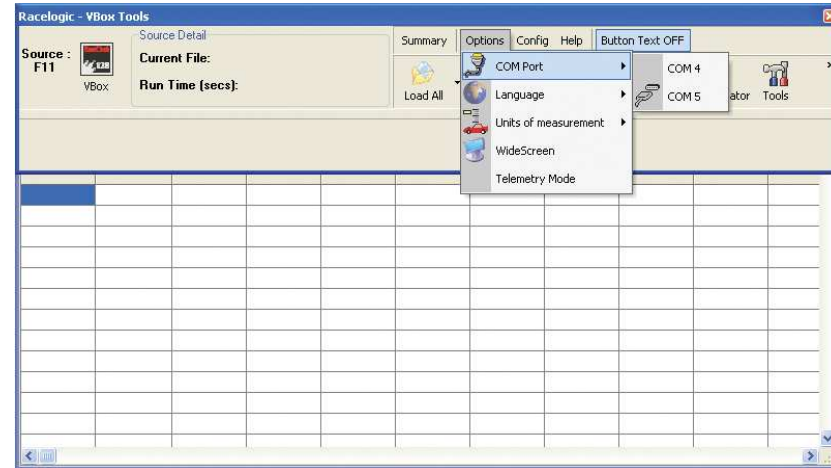 Racelogic - VBox Tools
Source Detail
Summary Options Config Help Button Text OFF
Source :
F11
VBox
Current File:
Run Time (secs):
Load All
ator Tools
COM Port
Language
Units of measurement
WideScreen
Telemetry Mode
COM 4
COM 5